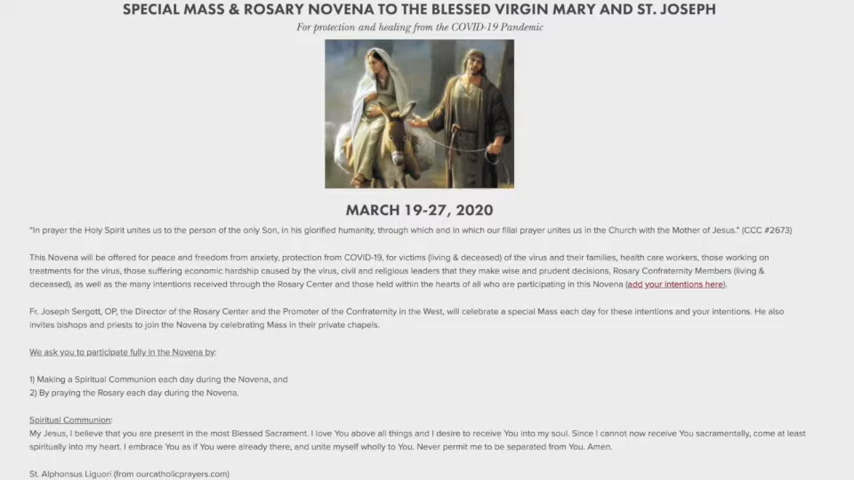 SPECIAL MASS & ROSARY NOVENA TO THE BLESSED VIRGIN MARY AND ST. JOSEPH
For protection and healing from the COVID-19 Pandemic
MARCH 19-27, 2020
"In prayer the Holy Spirit unites us to the person of the only Son, in his glorified humanity, through which and in which our filial prayer unites us in the Church with the Mother of Jesus." (CCC #2673)
This Novena will be offered for peace and freedom from anxiety, protection from COVID-19, for victims (living & deceased) of the virus and their families, health care workers, those working on
treatments for the virus, those suffering economic hardship caused by the virus, civil and religious leaders that they make wise and prudent decisions, Rosary Confraternity Members (living &
deceased), as well as the many intentions received through the Rosary Center and those held within the hearts of all who are participating in this Novena (add your intentions here).
Fr. Joseph Sergott, OP, the Director of the Rosary Center and the Promoter of the Confraternity in the West, will celebrate a special Mass each day for these intentions and your intentions. He also
invites bishops and priests to join the Novena by celebrating Mass in their private chapels.
We ask you to participate fully in the Novena by:
1) Making a Spiritual Communion each day during the Novena, and
2) By praying the Rosary each day during the Novena.
Spiritual Communion:
My Jesus, I believe that you are present in the most Blessed Sacrament. I love You above all things and I desire to receive You into my soul. Since I cannot now receive You sacramentally, come at least
spiritually into my heart. I embrace You as if You were already there, and unite myself wholly to You. Never permit me to be separated from You. Amen.
St. Alphonsus Liguori (from ourcatholicprayers.com)